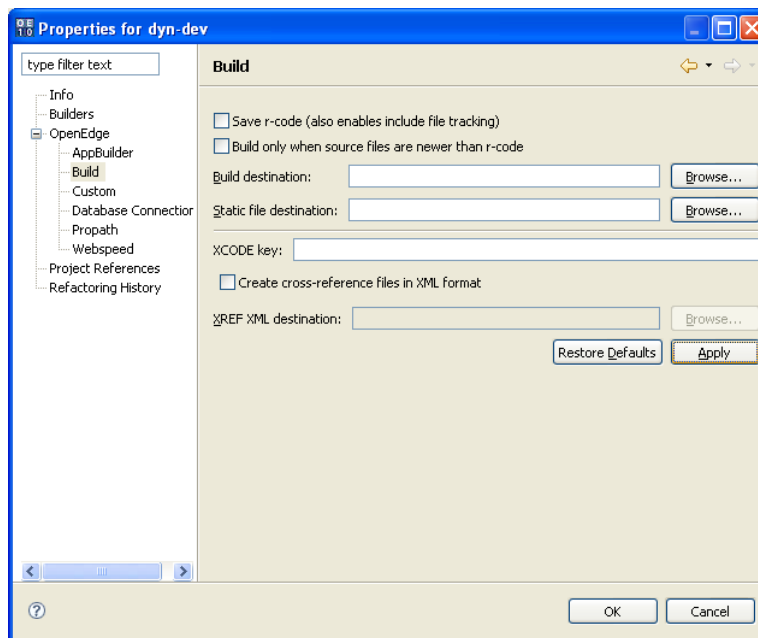 Properties for dyn-dev
type filter text
Build
Info
Builders
OpenEdge
AppBuilder
Build
Custom
Database Connection
Propath
Webspeed
Project References
Refactoring History
Save r-code (also enables include file tracking)
Build only when source files are newer than r-code
Build destination:
Browse...
Static file destination:
Browse...
XCODE key:
Create cross-reference files in XML format
XREF XML destination:
Browse...
Restore Defaults
Apply
OK
Cancel